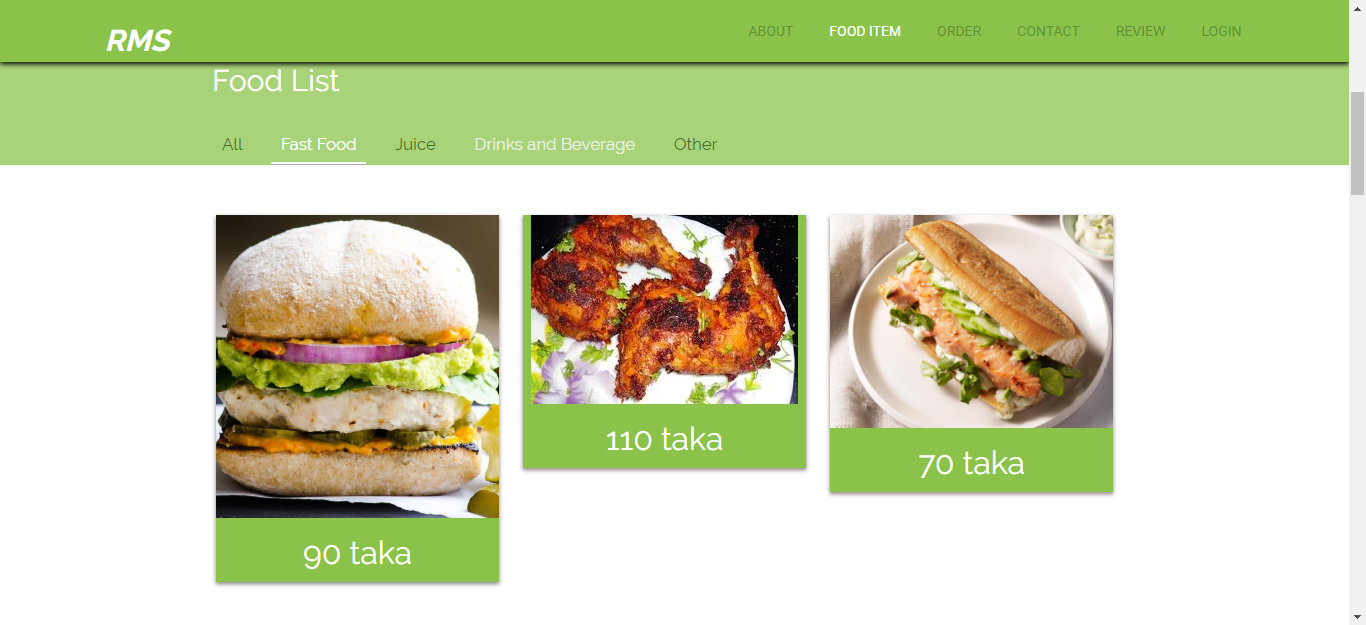 RMS
ABOUT FOOD ITEM ORDER CONTACT REVIEW LOGIN
Food List
All Fast Food Juice Drinks and Beverage Other
90 taka
110 taka
70 taka